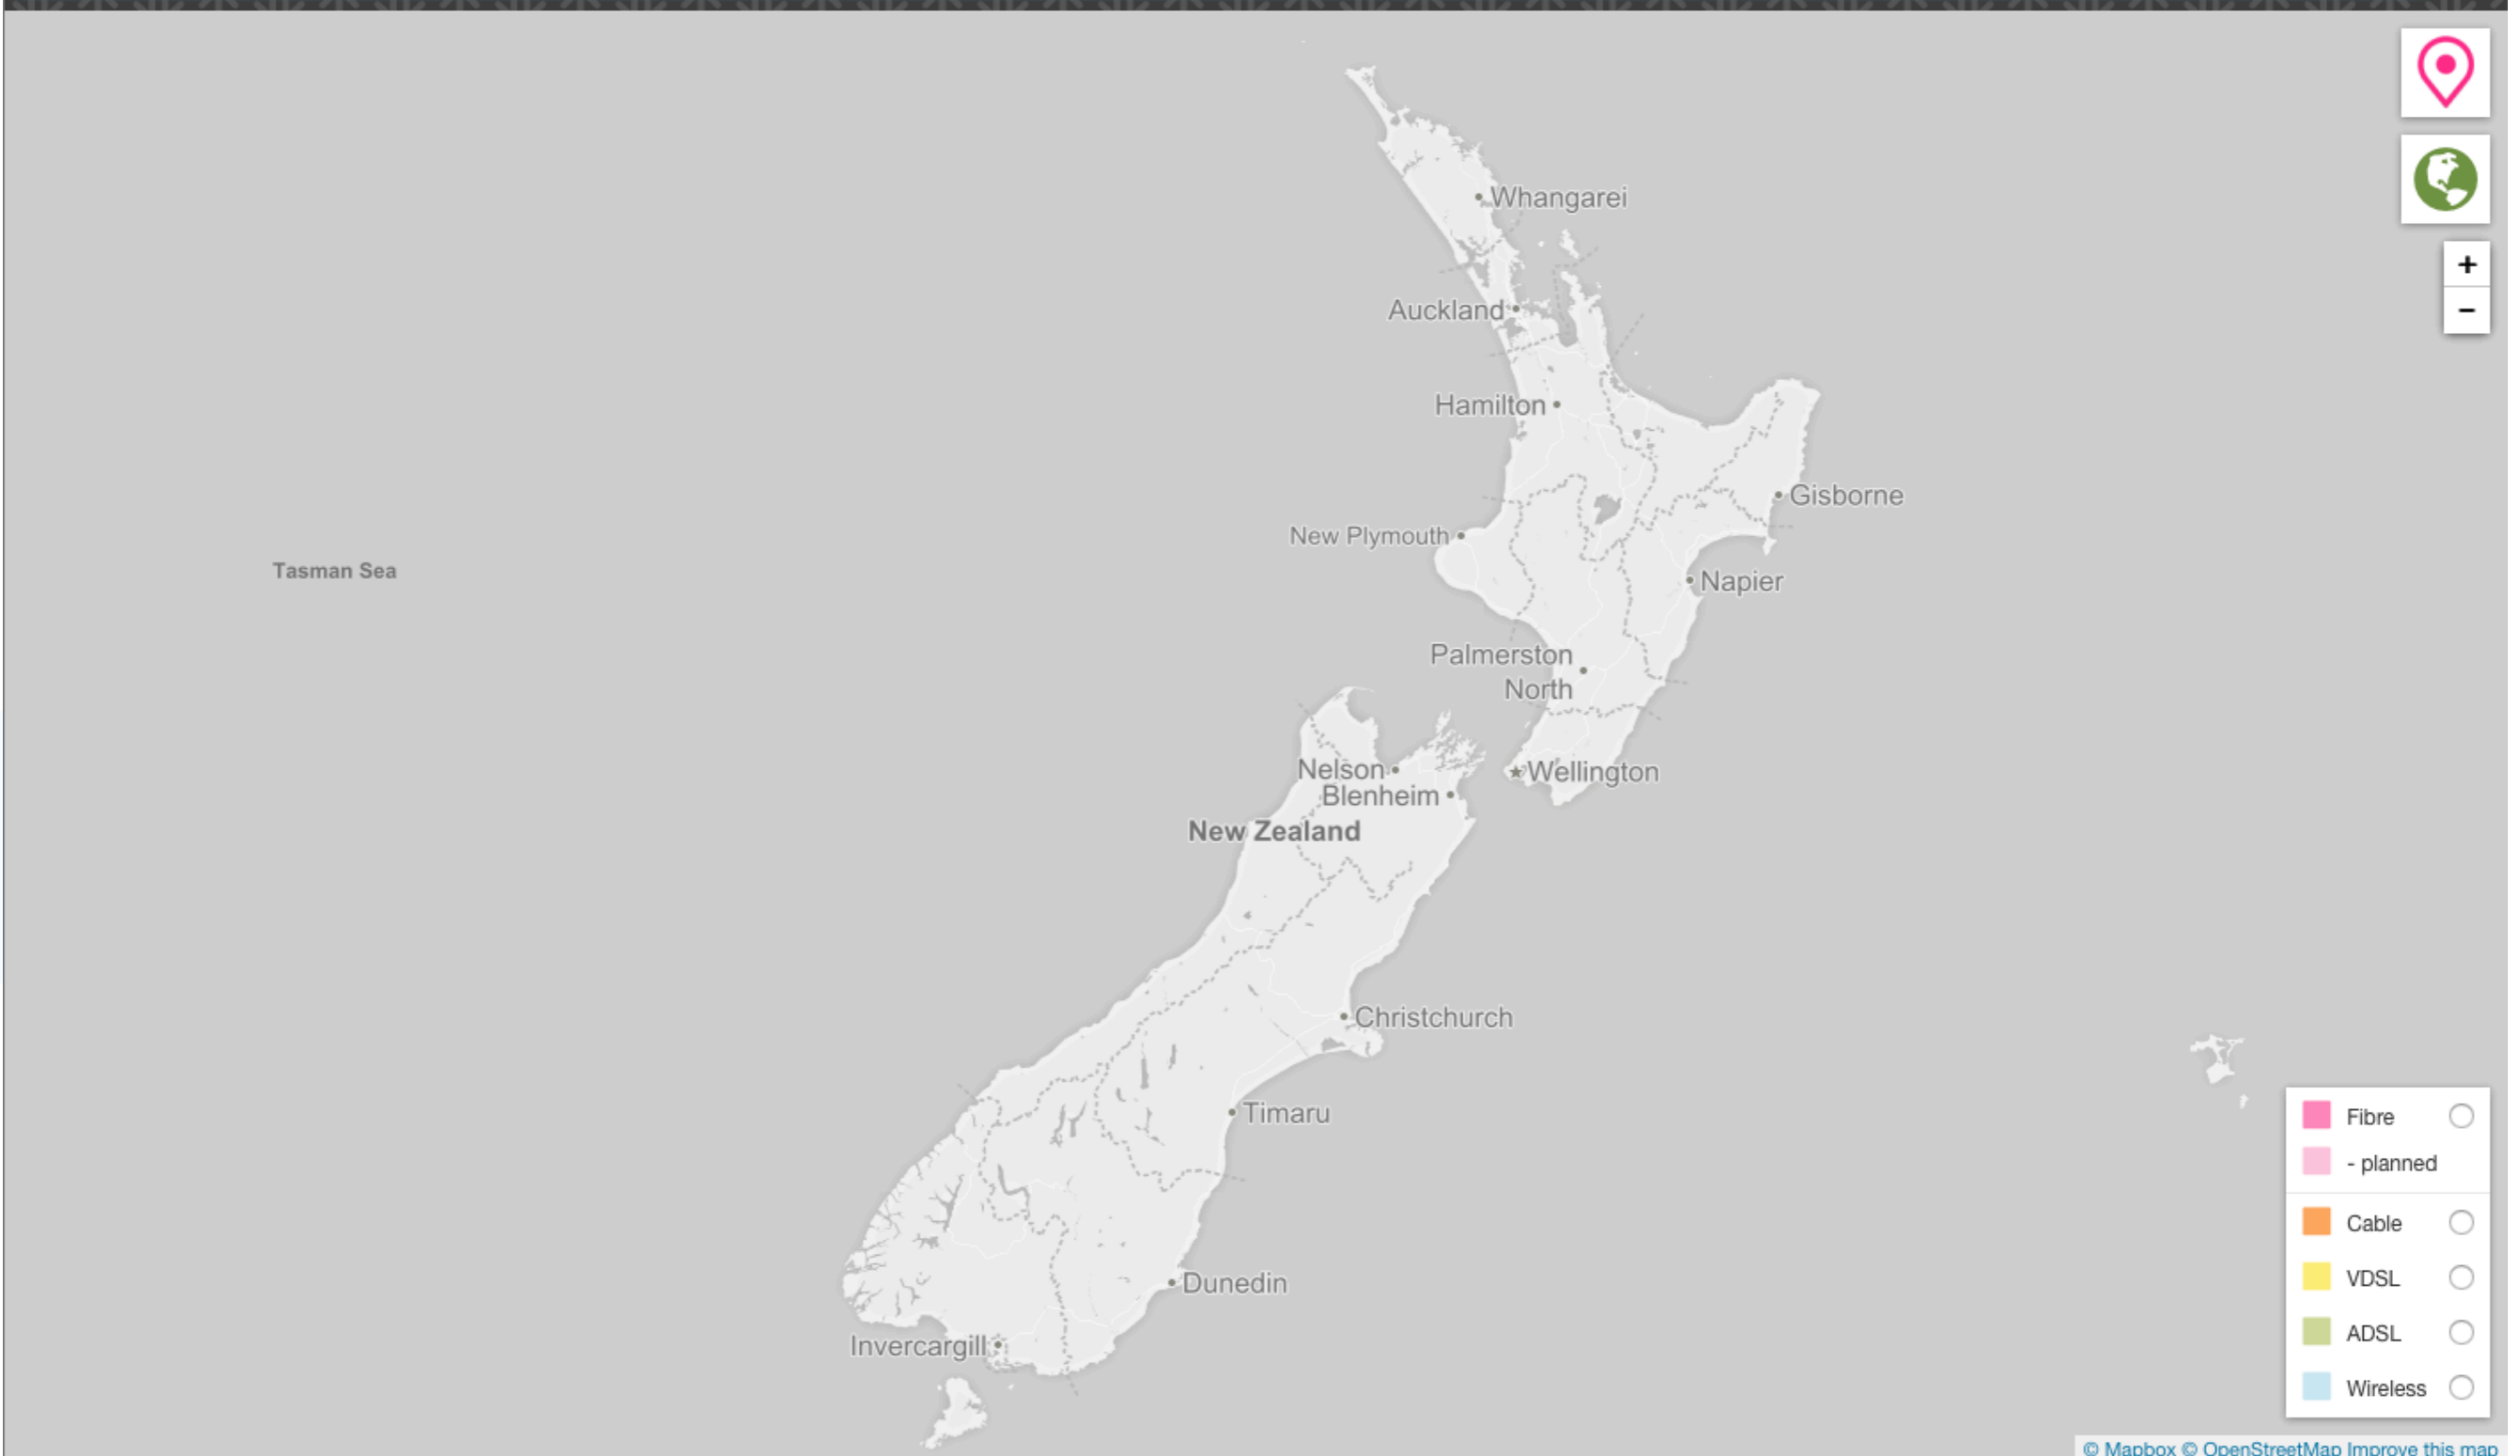 Whangarei
Auckland
Hamilton
Gisborne
New Plymouth
Tasman Sea
Napier
Palmerston
North
Nelson
Wellington
Blenheim
New Zealand
Christchurch
Timaru
Dunedin
Invercargill
+
−
Fibre
- planned
Cable
VDSL
ADSL
Wireless
© Mapbox © OpenStreetMap Improve this map